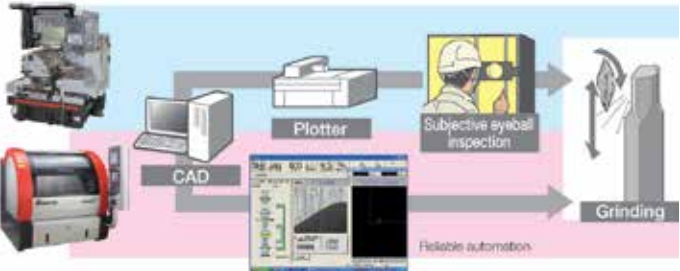 Plotter
Subjective eyeball
inspection
CAD
Grinding
Reliable automation